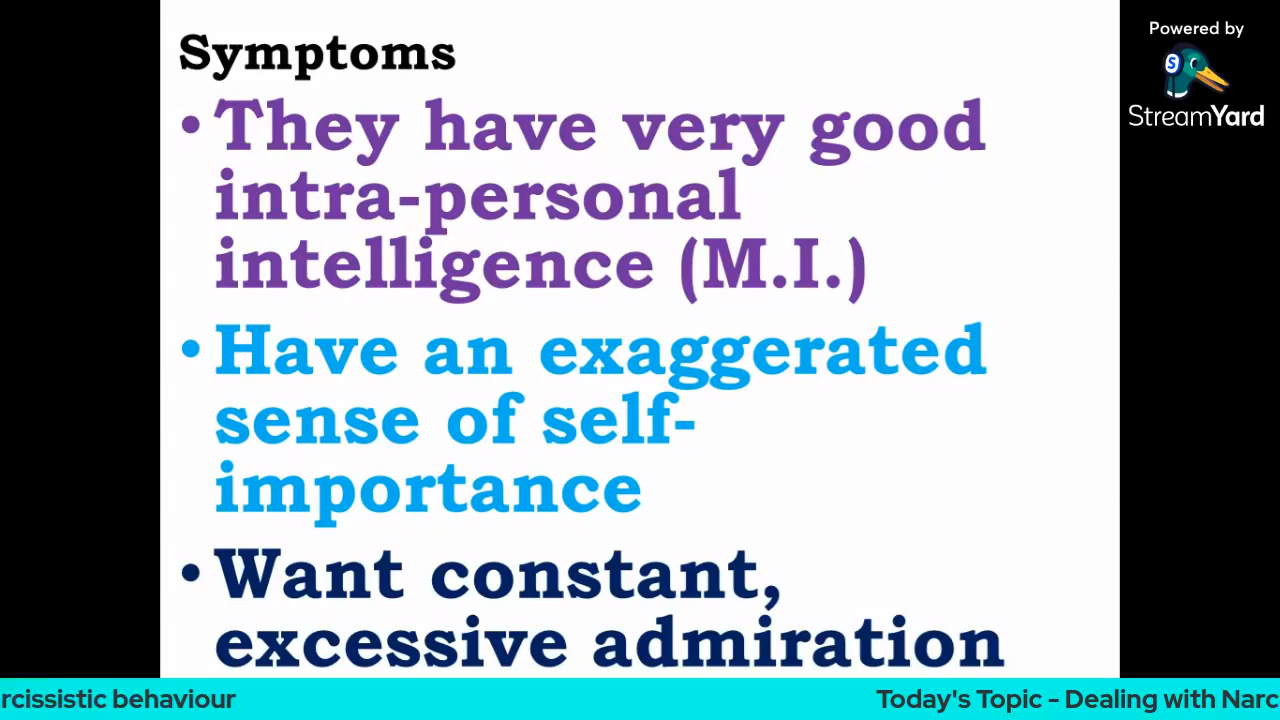 Symptoms
• They have very good
intra-personal
intelligence (M.I.)
• Have an exaggerated
sense of self-
importance
• Want constant,
excessive admiration
Powered by
S
StreamYard
rcissistic behaviour
Today's Topic - Dealing with Narc